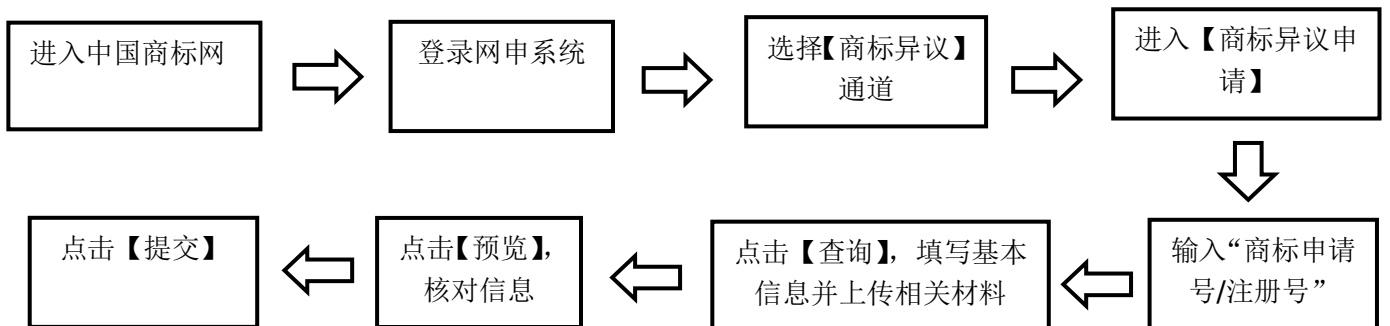 进入中国商标网
登录网申系统
选择【商标异议】
通道
进入【商标异议申
请】
输入“商标申请
号/注册号”
点击【查询】，填写基本
信息并上传相关材料
点击【预览】，
核对信息
点击【提交】